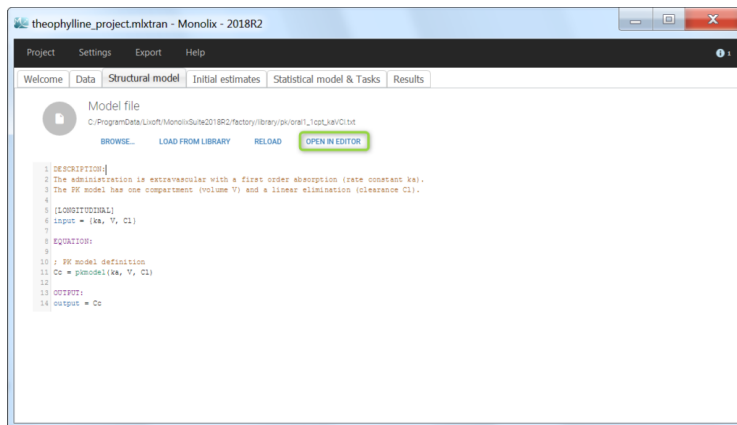 theophylline_project.mlxtran - Monolix - 2018R2
Project Settings Export Help
1
Welcome Data Structural model Initial estimates Statistical model & Tasks Results
Model file
C:/ProgramData/Lixoft/MonolixSuite2018R2/factory/library/pk/oral1_1cpt_kaVCl.txt
BROWSE... LOAD FROM LIBRARY RELOAD OPEN IN EDITOR
1 DESCRIPTION:
2 The administration is extravascular with a first order absorption (rate constant ka).
3 The PK model has one compartment (volume V) and a linear elimination (clearance Cl).
4
5 [LONGITUDINAL]
6 input = {ka, V, Cl}
7
8 EQUATION:
9
10 ; PK model definition
11 Cc = pkmodel(ka, V, Cl)
12
13 OUTPUT:
14 output = Cc